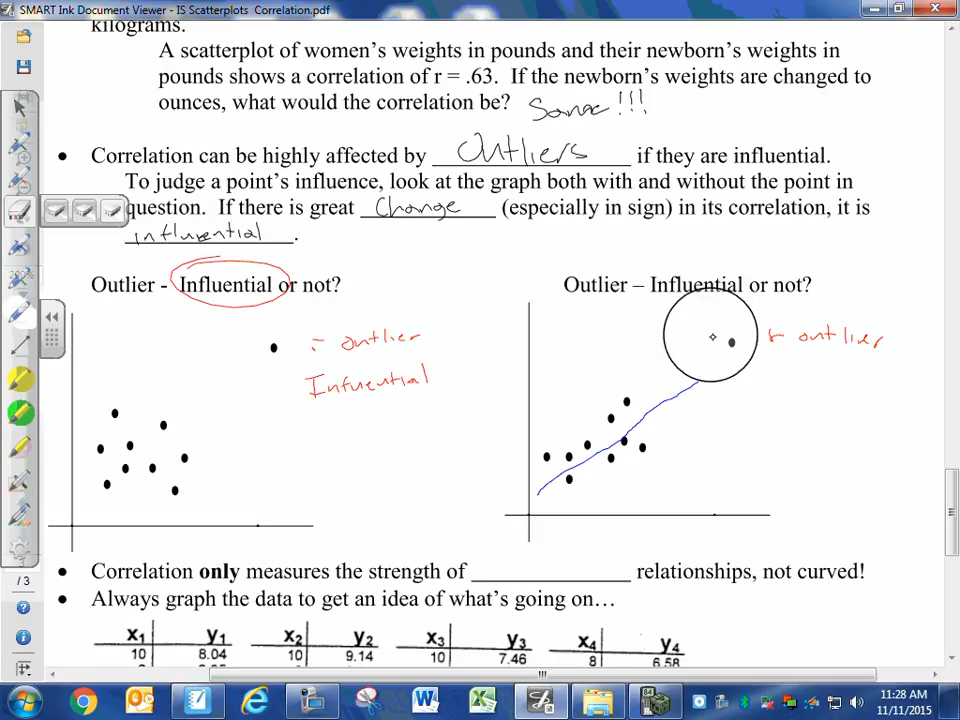 SMART Ink Document Viewer - IS Scatterplots Correlation.pdf
kilograms.
A scatterplot of women's weights in pounds and their newborn's weights in
pounds shows a correlation of r = .63. If the newborn's weights are changed to
ounces, what would the correlation be? Same!!!
• Correlation can be highly affected by Outliers if they are influential.
To judge a point's influence, look at the graph both with and without the point in
question. If there is great Change (especially in sign) in its correlation, it is
influential.
Outlier - Influential or not?
Outlier – Influential or not?
outlier
Infuential
outlier
• Correlation only measures the strength of ______________ relationships, not curved!
• Always graph the data to get an idea of what's going on…
x1 y1 x2 y2 x3 y3 x4 y4
10 8.04 10 9.14 10 7.46 8 6.58
/ 3
11:28 AM
11/11/2015